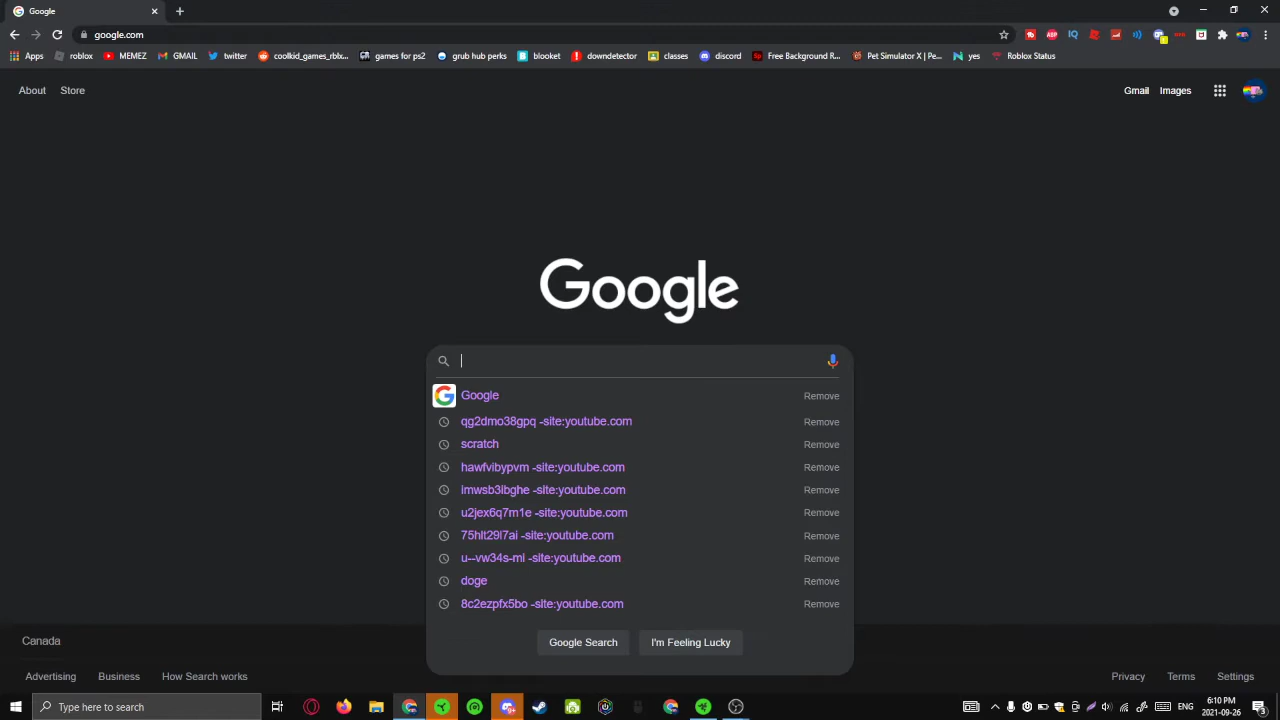 Google
google.com
Apps roblox MEMEZ GMAIL twitter coolkid_games_rblx... games for ps2 grub hub perks blooket downdetector classes discord Free Background R... Pet Simulator X | Pe... yes Roblox Status
About Store Gmail Images
Google
Google Remove
qg2dmo38gpq -site:youtube.com Remove
scratch Remove
hawfvibypvm -site:youtube.com Remove
imwsb3lbghe -site:youtube.com Remove
u2jex6q7m1e -site:youtube.com Remove
75hlt29l7ai -site:youtube.com Remove
u--vw34s-ml -site:youtube.com Remove
doge Remove
8c2ezpfx5bo -site:youtube.com Remove
Google Search I'm Feeling Lucky
Canada
Advertising Business How Search works Privacy Terms Settings
Type here to search ENG 6:10 PM
2021-09-26